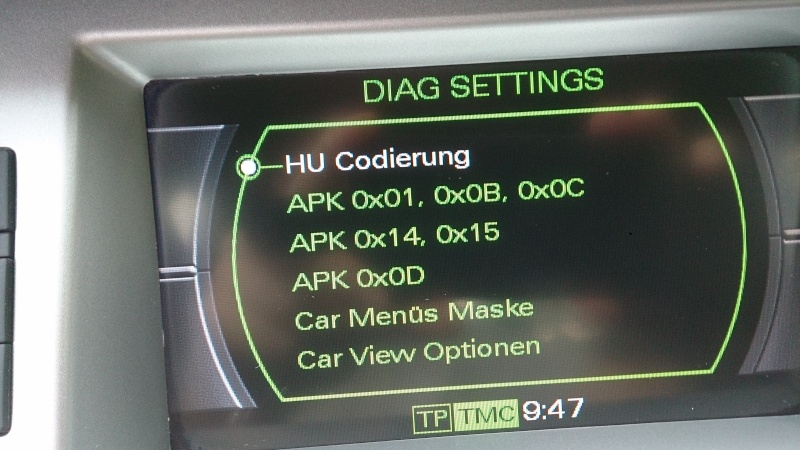 DIAG SETTINGS
HU Codierung
APK 0x01, 0x0B, 0x0C
APK 0x14, 0x15
APK 0x0D
Car Menüs Maske
Car View Optionen
TP TMC 9:47